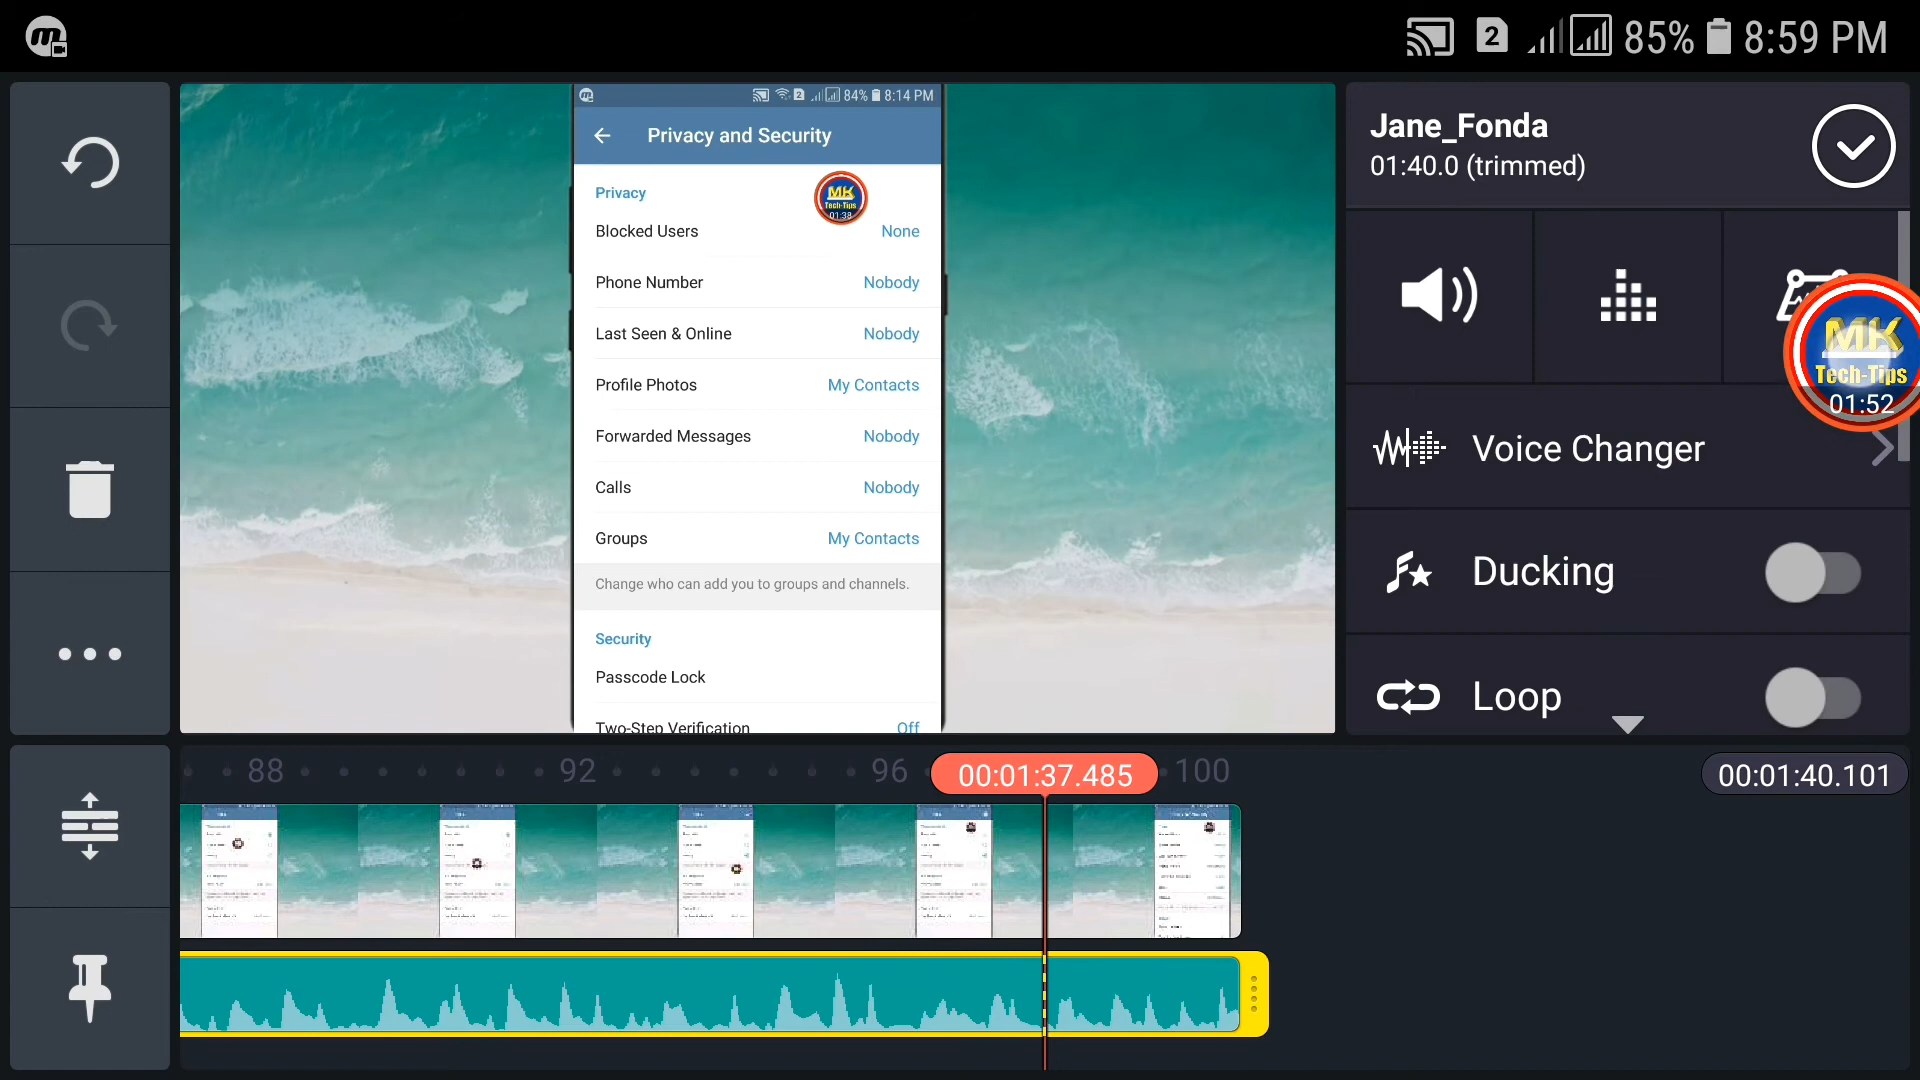 2 85% 8:59 PM
2 84% 8:14 PM
Privacy and Security
Privacy
MK
Tech-Tips
01:38
Blocked Users None
Phone Number Nobody
Last Seen & Online Nobody
Profile Photos My Contacts
Forwarded Messages Nobody
Calls Nobody
Groups My Contacts
Change who can add you to groups and channels.
Security
Passcode Lock
Two-Step Verification Off
Jane_Fonda
01:40.0 (trimmed)
MK
Tech-Tips
01:52
Voice Changer
Ducking
Loop
88 92 96 00:01:37.485 100 00:01:40.101